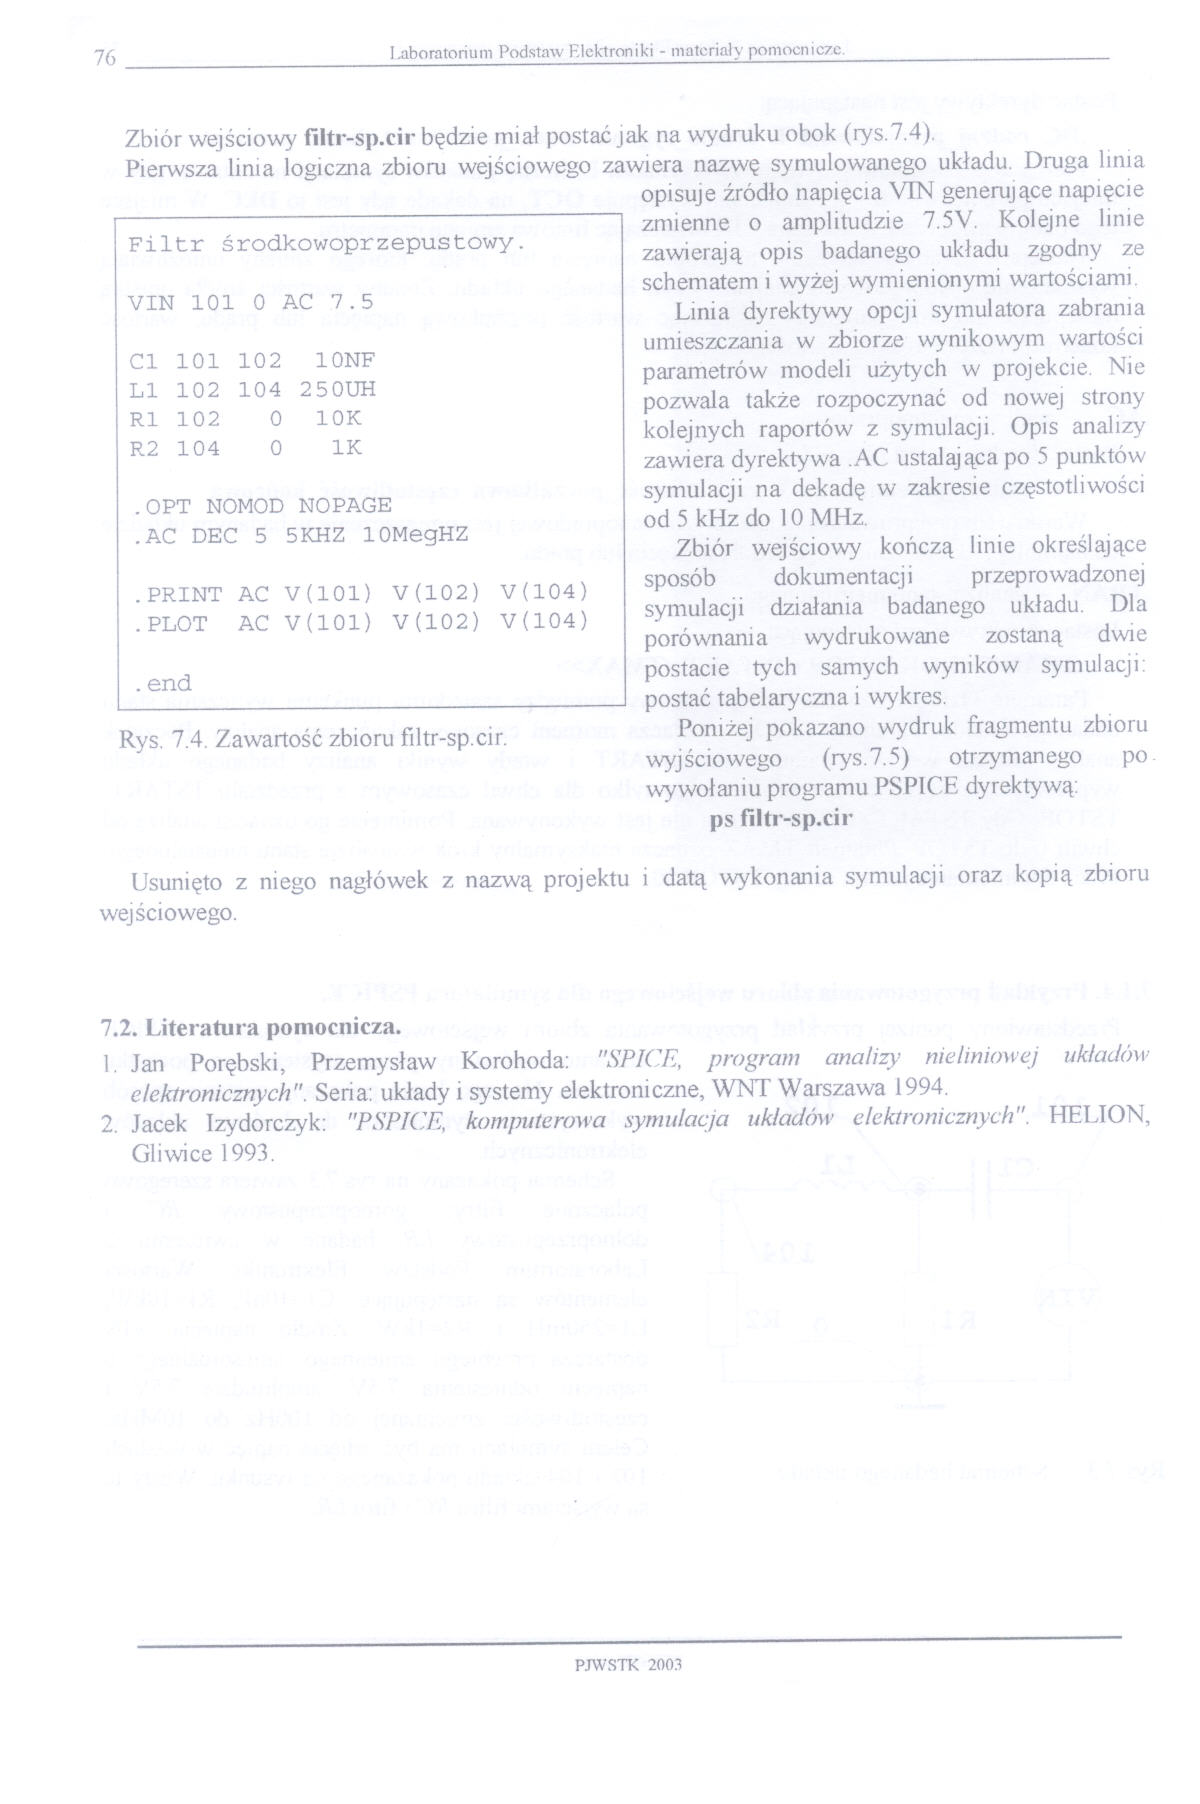 76
Laboratorium Podstaw Elektroniki - materiały pomocnicze.
Zbiór wejściowy filtr-sp.cir będzie miał postać jak na wydruku obok (rys.7.4).
Pierwsza linia logiczna zbioru wejściowego zawiera nazwę symulowanego układu. Druga linia
opisuje źródło napięcia VIN generujące napięcie
zmienne o amplitudzie 7.5V. Kolejne linie
zawierają opis badanego układu zgodny ze
schematem i wyżej wymienionymi wartościami.
Linia dyrektywy opcji symulatora zabrania
umieszczania w zbiorze wynikowym wartości
parametrów modeli użytych w projekcie. Nie
pozwala także rozpoczynać od nowej strony
kolejnych raportów z symulacji. Opis analizy
zawiera dyrektywa .AC ustalająca po 5 punktów
symulacji na dekadę w zakresie częstotliwości
od 5 kHz do 10 MHz.
Zbiór wejściowy kończą linie określające
sposób dokumentacji przeprowadzonej
symulacji działania badanego układu. Dla
porównania wydrukowane zostaną dwie
postacie tych samych wyników symulacji:
postać tabelaryczna i wykres.
Poniżej pokazano wydruk fragmentu zbioru
wyjściowego (rys.7.5) otrzymanego po
wywołaniu programu PSPICE dyrektywą:
ps filtr-sp.cir
Filtr środkowoprzepustowy.
VIN 101 0 AC 7.5
C1 101 102 10NF
L1 102 104 250UH
R1 102 0 10K
R2 104 0 1K
.OPT NOMOD NOPAGE
.AC DEC 5 5KHZ 10MegHZ
.PRINT AC V(101) V(102) V(104)
.PLOT AC V(101) V(102) V(104)
.end
Rys. 7.4. Zawartość zbioru filtr-sp.cir.
Usunięto z niego nagłówek z nazwą projektu i datą wykonania symulacji oraz kopią zbioru
wejściowego.
7.2. Literatura pomocnicza.
1. Jan Porębski, Przemysław Korohoda: "SPICE, program analizy nieliniowej układów
elektronicznych". Seria: układy i systemy elektroniczne, WNT Warszawa 1994.
2. Jacek Izydorczyk: "PSPICE, komputerowa symulacja układów elektronicznych". HELION,
Gliwice 1993.
PJWSTK 2003